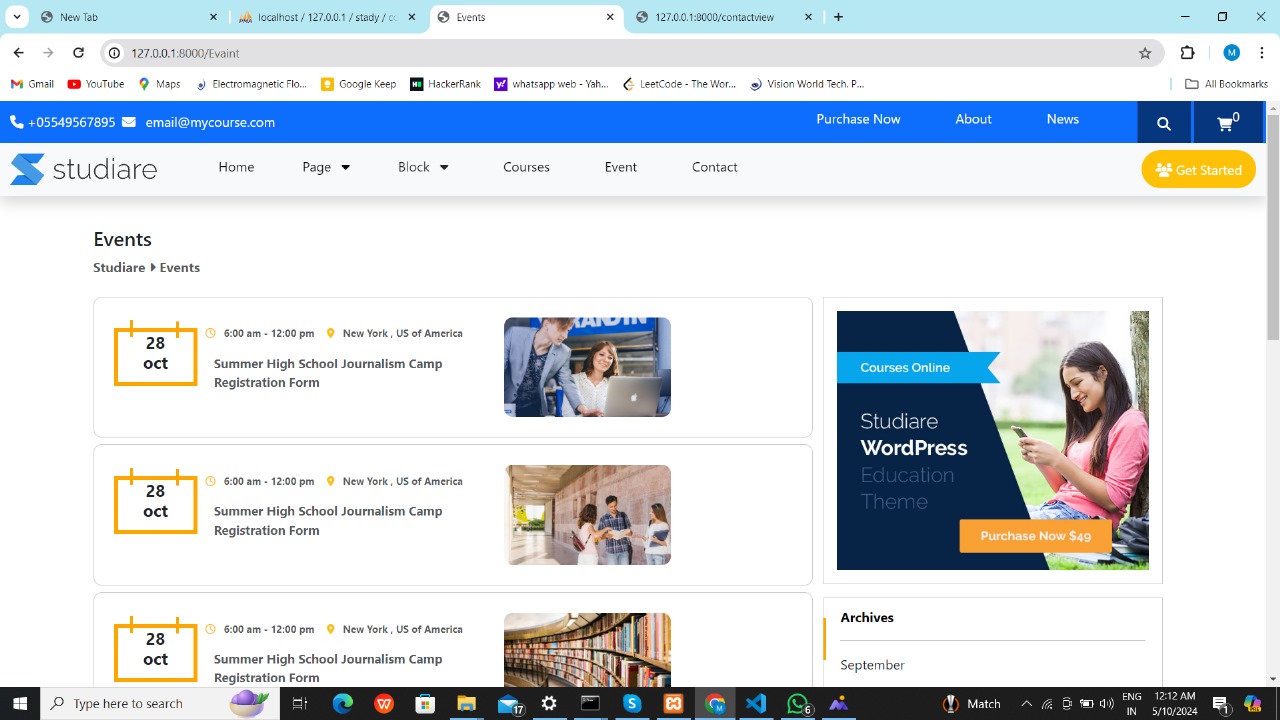 New Tab
localhost / 127.0.0.1 / stady / co
Events
127.0.0.1:8000/contactview
127.0.0.1:8000/Evaint
M
Gmail
YouTube
Maps
Electromagnetic Flo...
Google Keep
HackerRank
whatsapp web - Yah...
LeetCode - The Wor...
Vision World Tech. P...
All Bookmarks
+05549567895 email@mycourse.com
Purchase Now
About
News
0
studiare
Home
Page
Block
Courses
Event
Contact
Get Started
Events
Studiare Events
28
oct
6:00 am - 12:00 pm New York , US of America
Summer High School Journalism Camp
Registration Form
28
oct
6:00 am - 12:00 pm New York , US of America
Summer High School Journalism Camp
Registration Form
28
oct
6:00 am - 12:00 pm New York , US of America
Summer High School Journalism Camp
Registration Form
Courses Online
Studiare
WordPress
Education
Theme
Purchase Now $49
Archives
September
Type here to search
17
6
Match
ENG
IN
12:12 AM
5/10/2024
1